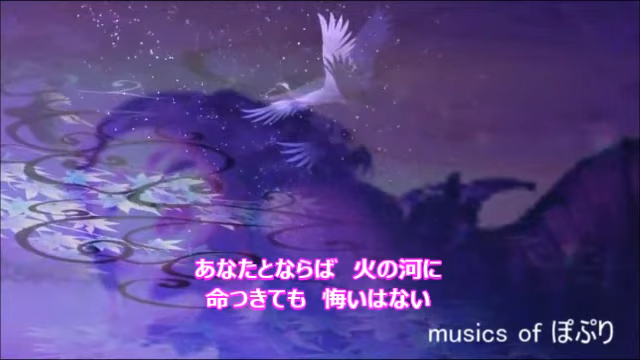 あなたとならば　火の河に
命つきても　悔いはない
musics of ぽぷり